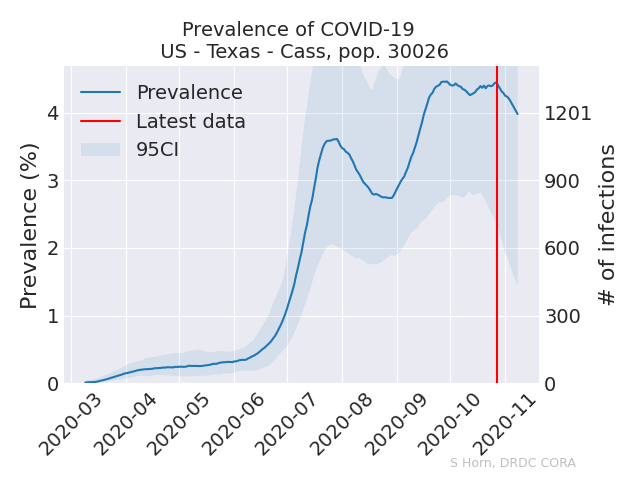 Prevalence of COVID-19
US - Texas - Cass, pop. 30026
Prevalence
Latest data
95CI
Prevalence (%)
4
3
2
1
0
1201
900
600
300
0
# of infections
2020-03
2020-04
2020-05
2020-06
2020-07
2020-08
2020-09
2020-10
2020-11
S Horn, DRDC CORA